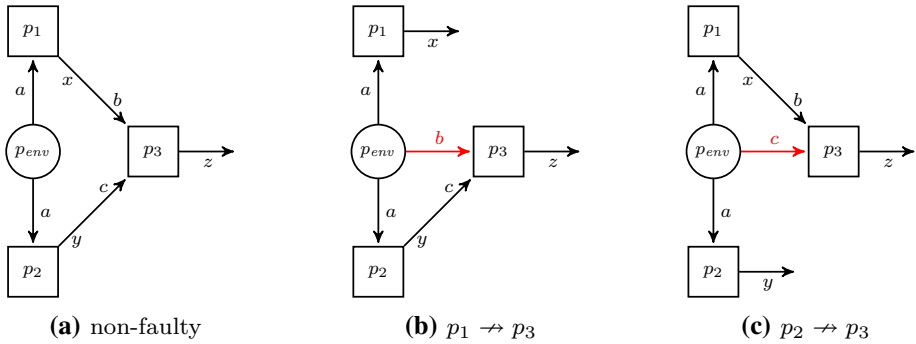 p₁
x
a
b
p_env
p₃
z
a
c
y
p₂
(a) non-faulty
p₁
x
a
b
p_env
p₃
z
a
c
y
p₂
(b) p₁ ↛ p₃
p₁
x
a
b
c
p_env
p₃
z
a
p₂
y
(c) p₂ ↛ p₃